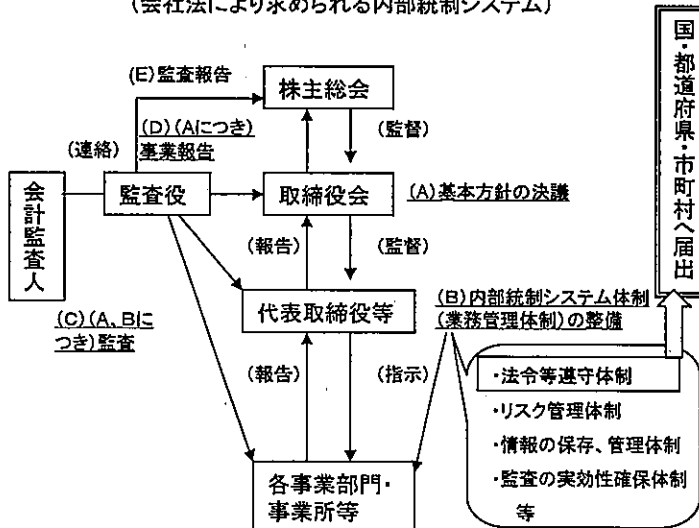 (会社法により求められる内部統制システム)
国・都道府県・市町村へ届出
(E)監査報告
株主総会
(D)(Aにつき)
事業報告
(監督)
(連絡)
会計監査人
監査役
取締役会
(A)基本方針の決議
(報告)
(監督)
(C)(A、Bに
つき)監査
代表取締役等
(B)内部統制システム体制
(業務管理体制)の整備
(報告)
(指示)
・法令等遵守体制
・リスク管理体制
・情報の保存、管理体制
・監査の実効性確保体制
等
各事業部門・
事業所等